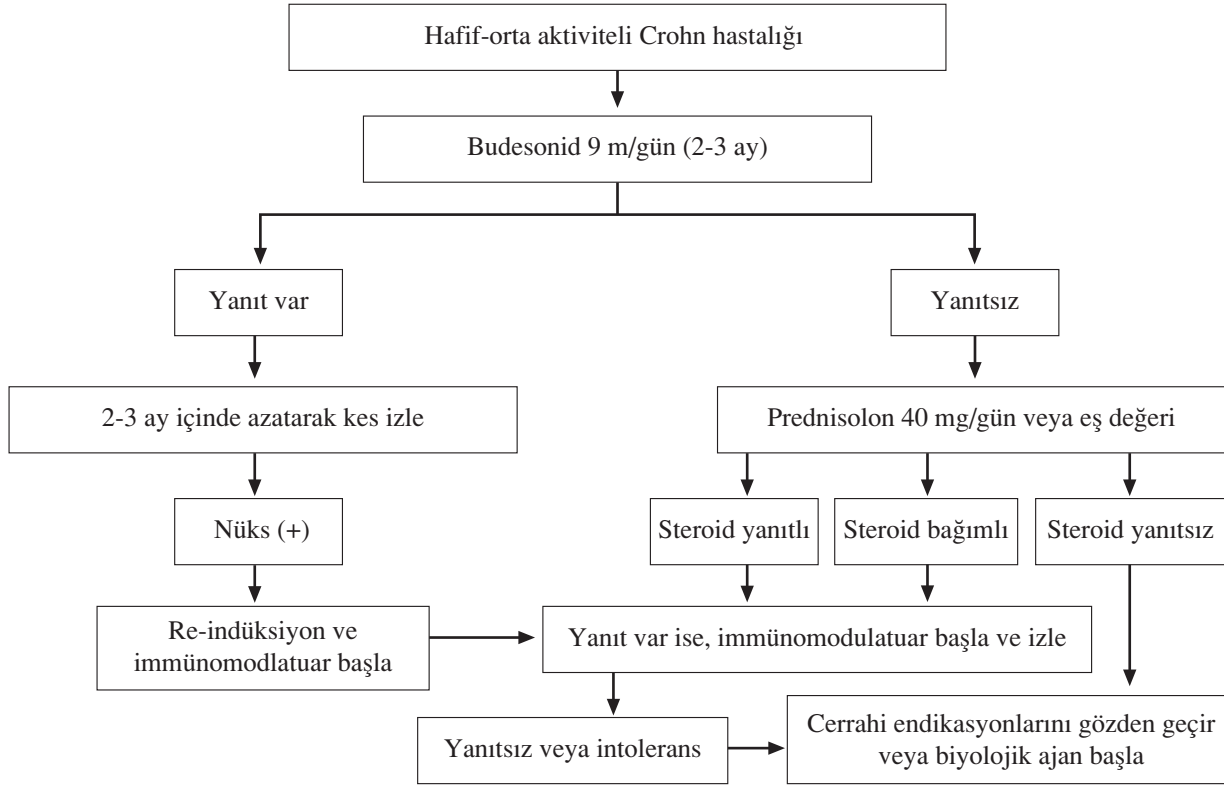 Hafif-orta aktiviteli Crohn hastalığı
Budesonid 9 m/gün (2-3 ay)
Yanıt var
Yanıtsız
2-3 ay içinde azatarak kes izle
Prednisolon 40 mg/gün veya eş değeri
Nüks (+)
Steroid yanıtlı
Steroid bağımlı
Steroid yanıtsız
Re-indüksiyon ve
immünomodlatuar başla
Yanıt var ise, immünomodulatuar başla ve izle
Yanıtsız veya intolerans
Cerrahi endikasyonlarını gözden geçir
veya biyolojik ajan başla